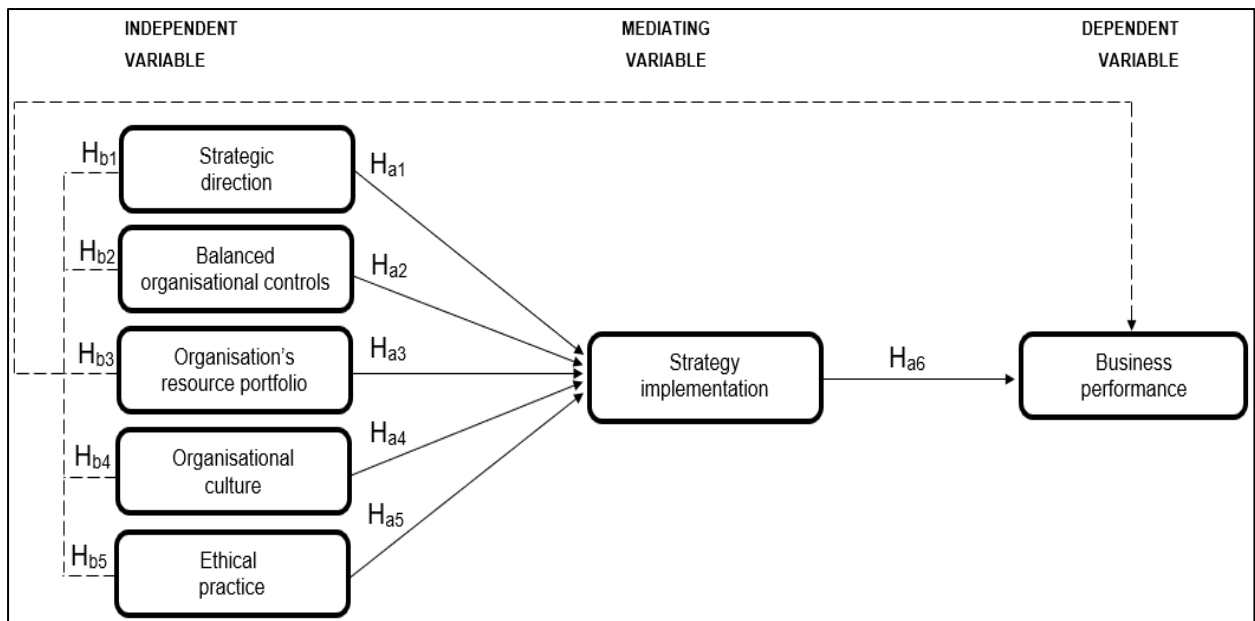 INDEPENDENT
VARIABLE
MEDIATING
VARIABLE
DEPENDENT
VARIABLE
Hb1
Strategic
direction
Ha1
Hb2
Balanced
organisational controls
Ha2
Hb3
Organisation's
resource portfolio
Ha3
Hb4
Organisational
culture
Ha4
Hb5
Ethical
practice
Ha5
Strategy
implementation
Ha6
Business
performance